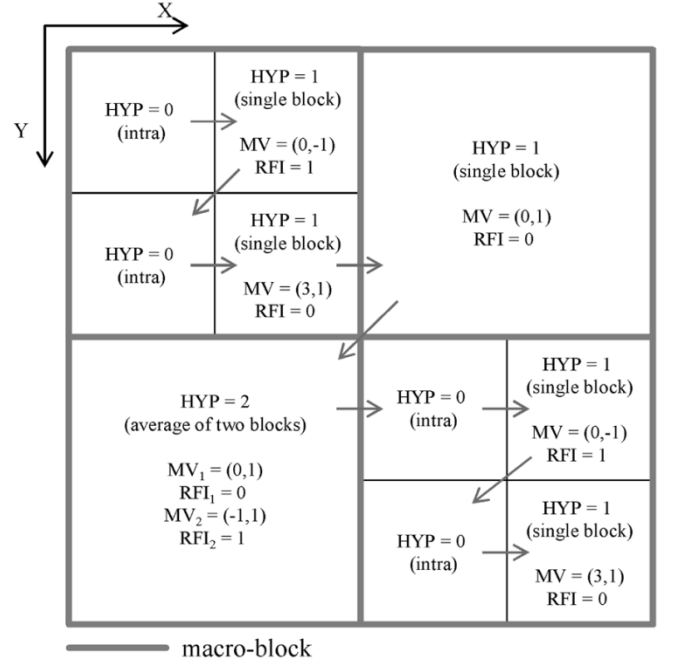 X
Y
HYP = 0
(intra)
HYP = 1
(single block)
MV = (0,-1)
RFI = 1
HYP = 0
(intra)
HYP = 1
(single block)
MV = (3,1)
RFI = 0
HYP = 1
(single block)
MV = (0,1)
RFI = 0
HYP = 2
(average of two blocks)
MV₁ = (0,1)
RFI₁ = 0
MV₂ = (-1,1)
RFI₂ = 1
HYP = 0
(intra)
HYP = 1
(single block)
MV = (0,-1)
RFI = 1
HYP = 0
(intra)
HYP = 1
(single block)
MV = (3,1)
RFI = 0
macro-block